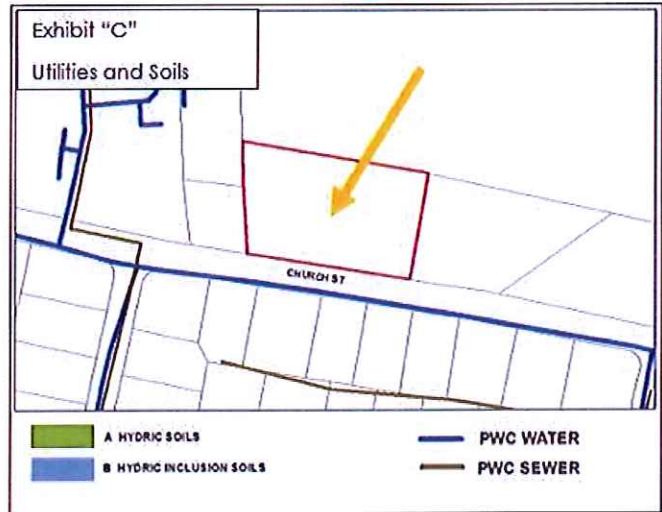 Exhibit “C”
Utilities and Soils
CHURCH ST
A HYDRIC SOILS
B HYDRIC INCLUSION SOILS
PWC WATER
PWC SEWER